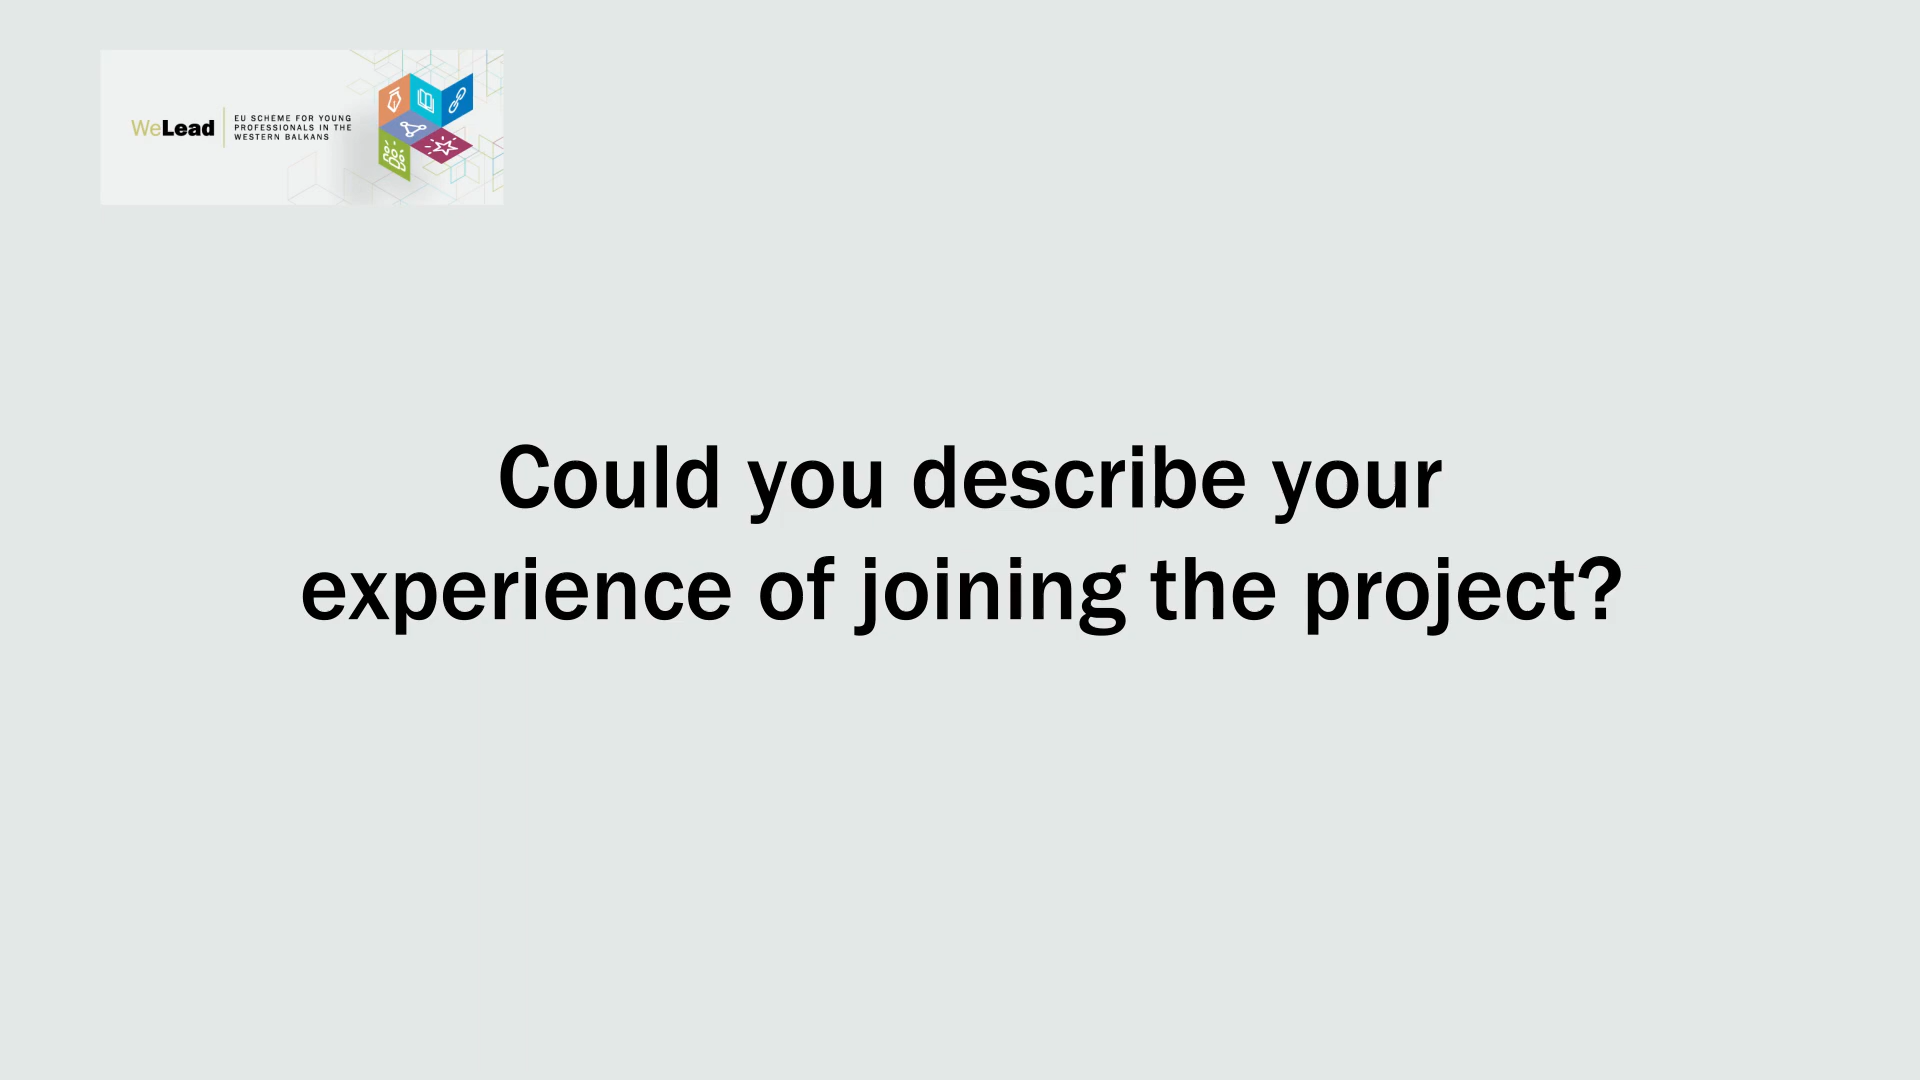 WeLead
EU SCHEME FOR YOUNG
PROFESSIONALS IN THE
WESTERN BALKANS
Could you describe your
experience of joining the project?